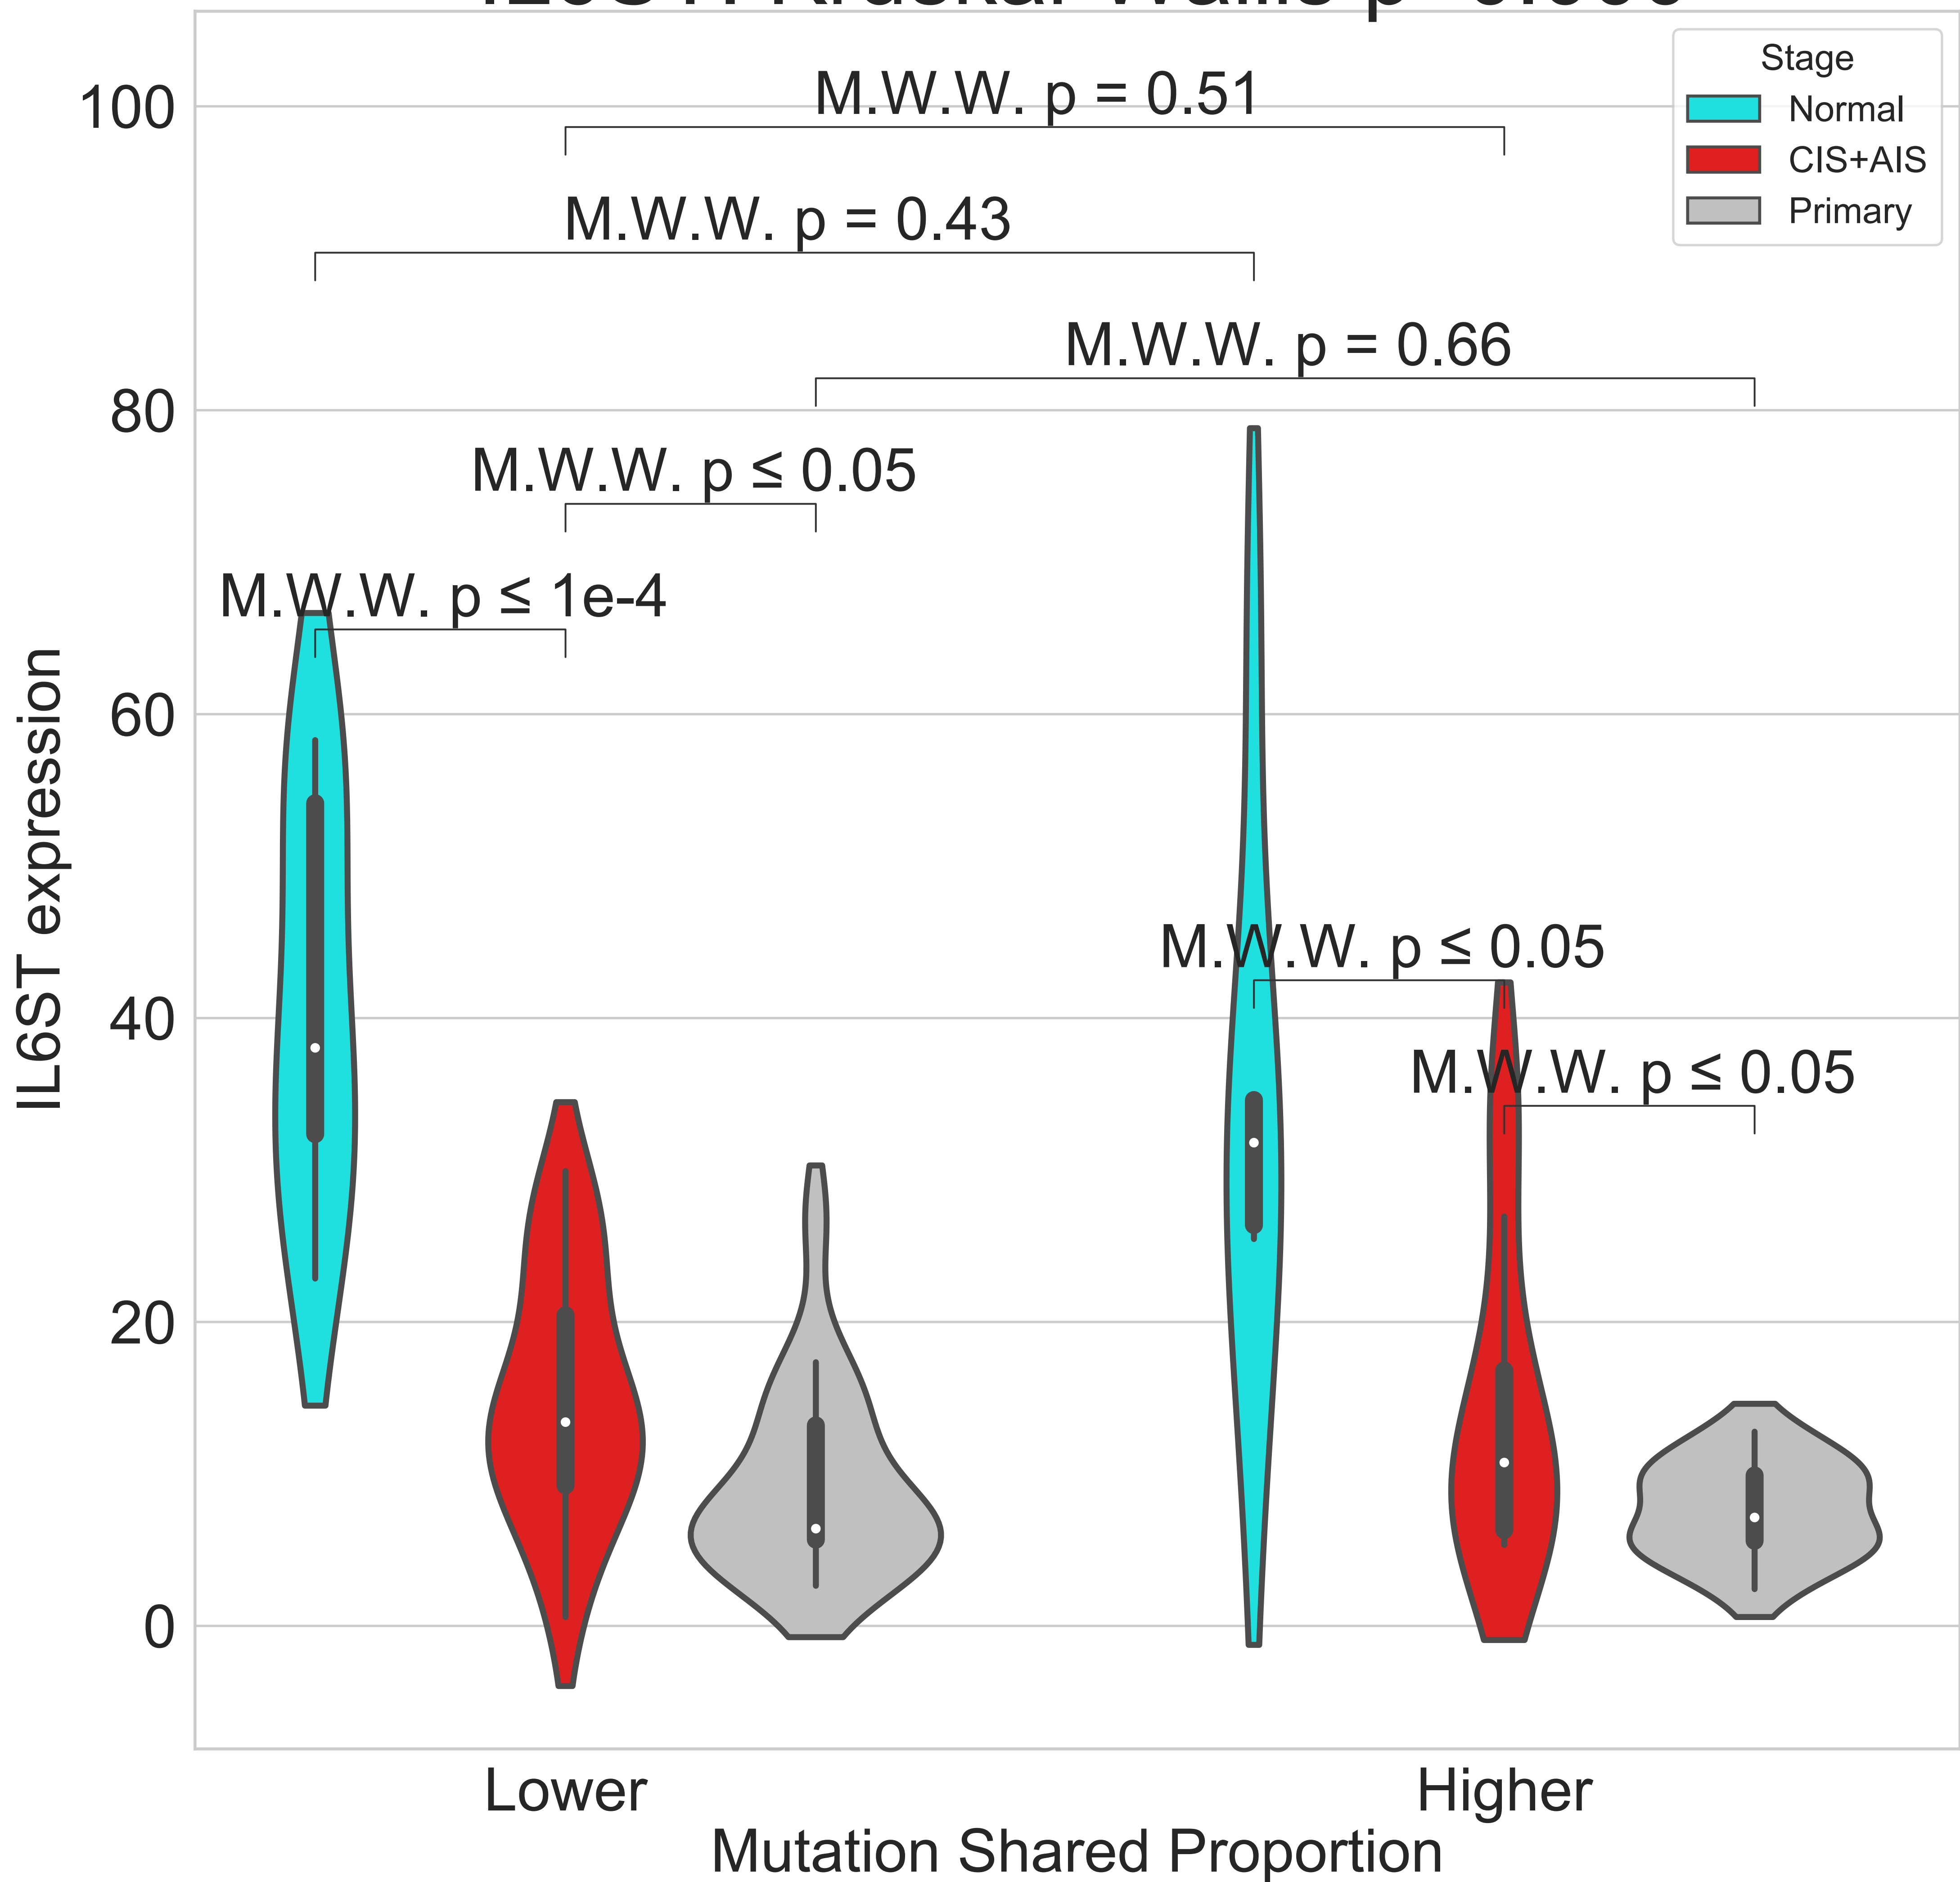 100
M.W.W. p = 0.51
Stage
Normal
CIS+AIS
Primary
M.W.W. p = 0.43
M.W.W. p = 0.66
80
M.W.W. p ≤ 0.05
M.W.W. p ≤ 1e-4
60
IL6ST expression
M.W.W. p ≤ 0.05
40
M.W.W. p ≤ 0.05
20
0
Lower
Higher
Mutation Shared Proportion